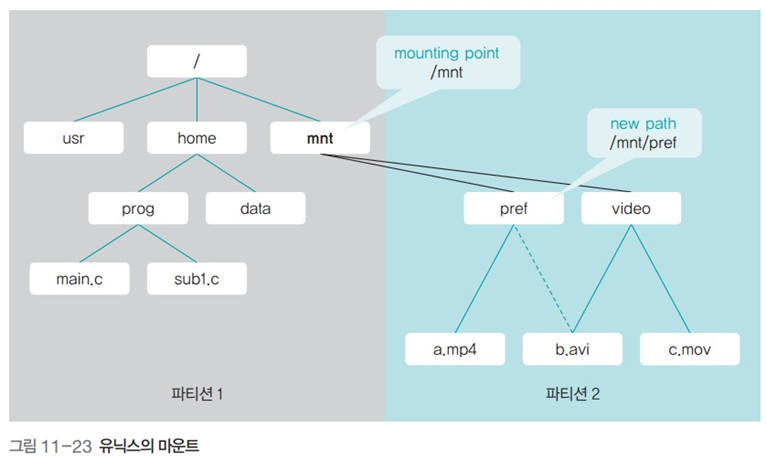 /
mounting point
/mnt
usr
home
mnt
new path
/mnt/pref
prog
data
pref
video
main.c
sub1.c
a.mp4
b.avi
c.mov
파티션 1
파티션 2
그림 11-23 유닉스의 마운트